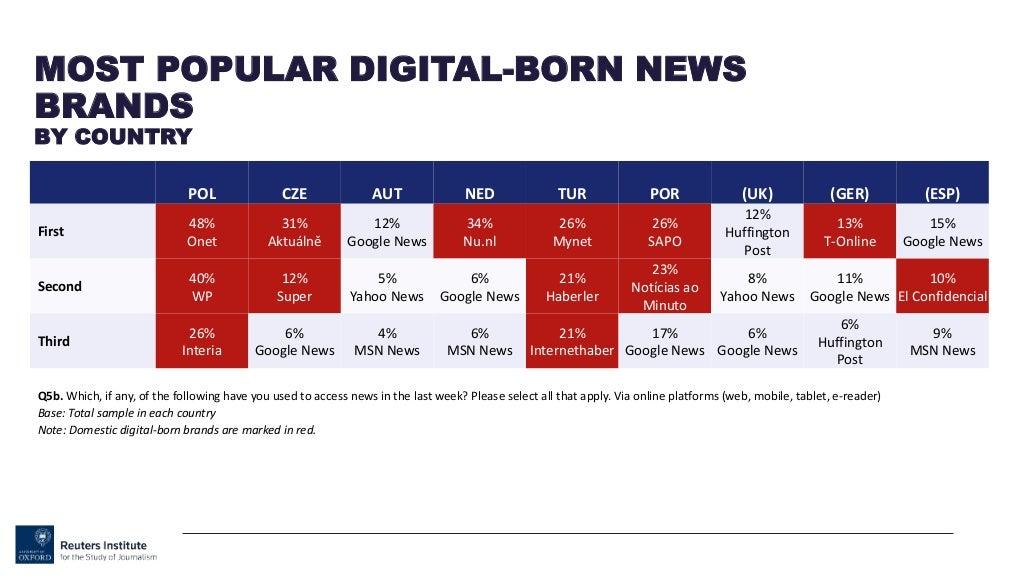 MOST POPULAR DIGITAL-BORN NEWS
BRANDS
BY COUNTRY
POL CZE AUT NED TUR POR (UK) (GER) (ESP)
First
48%
Onet
31%
Aktuálně
12%
Google News
34%
Nu.nl
26%
Mynet
26%
SAPO
12%
Huffington
Post
13%
T-Online
15%
Google News
Second
40%
WP
12%
Super
5%
Yahoo News
6%
Google News
21%
Haberler
23%
Notícias ao
Minuto
8%
Yahoo News
11%
Google News
10%
El Confidencial
Third
26%
Interia
6%
Google News
4%
MSN News
6%
MSN News
21%
Internethaber
17%
Google News
6%
Google News
6%
Huffington
Post
9%
MSN News
Q5b. Which, if any, of the following have you used to access news in the last week? Please select all that apply. Via online platforms (web, mobile, tablet, e-reader)
Base: Total sample in each country
Note: Domestic digital-born brands are marked in red.
UNIVERSITY OF
OXFORD
Reuters Institute
for the Study of Journalism